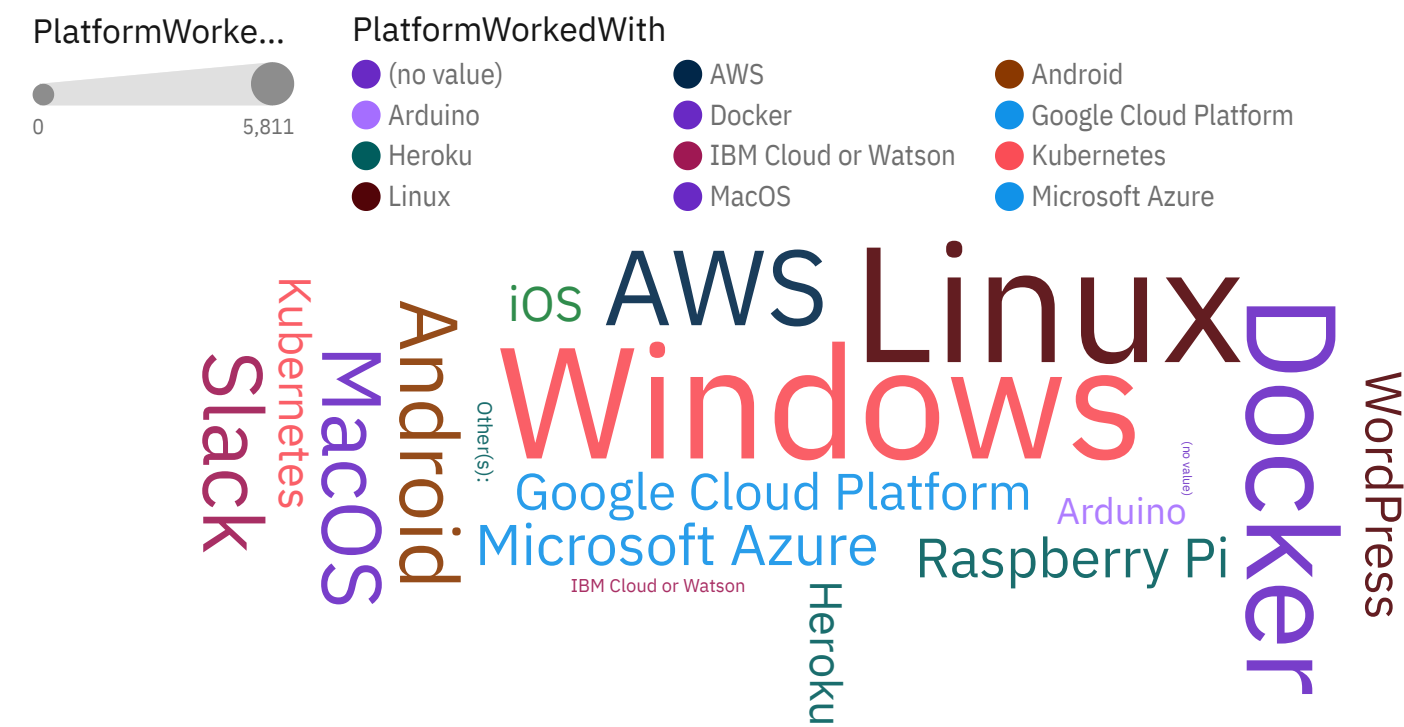 PlatformWorke...
0
5,811
PlatformWorkedWith
(no value)
AWS
Android
Arduino
Docker
Google Cloud Platform
Heroku
IBM Cloud or Watson
Kubernetes
Linux
MacOS
Microsoft Azure
Slack
Kubernetes
MacOS
Android
Other(s):
iOS
AWS
Linux
Windows
Google Cloud Platform
Microsoft Azure
IBM Cloud or Watson
Heroku
(no value)
Arduino
Raspberry Pi
Docker
WordPress